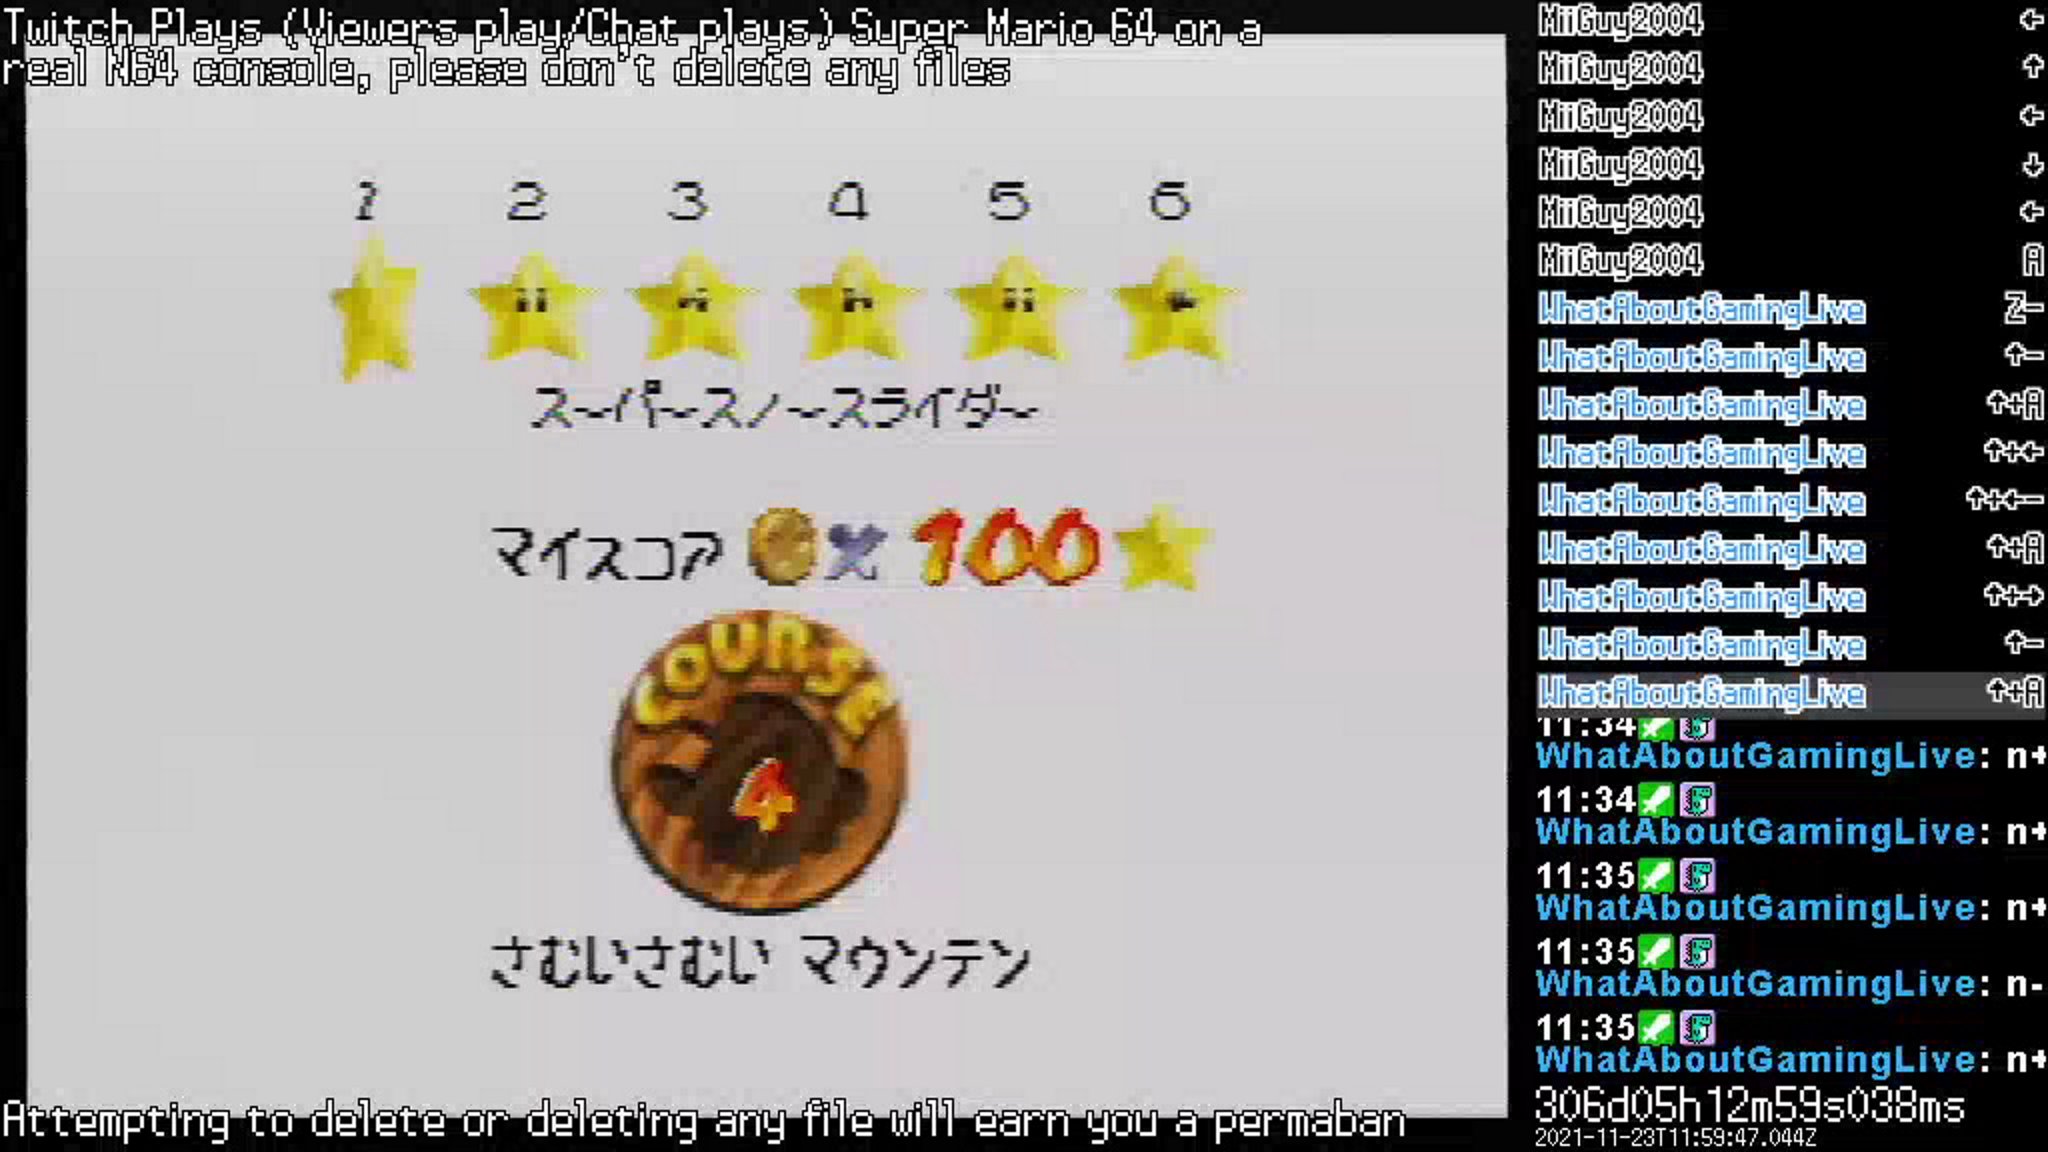 Twitch Plays (Viewers play/Chat plays) Super Mario 64 on a
real N64 console, please don't delete any files
1 2 3 4 5 6
スーパースノースライダー
マイスコア × 100
COURSE
4
さむいさむい マウンテン
Attempting to delete or deleting any file will earn you a permaban
MiiGuy2004 ←
MiiGuy2004 ↑
MiiGuy2004 ←
MiiGuy2004 ↓
MiiGuy2004 ←
MiiGuy2004 A
WhatAboutGamingLive Z-
WhatAboutGamingLive ↑-
WhatAboutGamingLive ↑+A
WhatAboutGamingLive ↑+←
WhatAboutGamingLive ↑+←-
WhatAboutGamingLive ↑+A
WhatAboutGamingLive ↑+→
WhatAboutGamingLive ↑-
WhatAboutGamingLive ↑+A
11:34
WhatAboutGamingLive: n+
11:34
WhatAboutGamingLive: n+
11:35
WhatAboutGamingLive: n+
11:35
WhatAboutGamingLive: n-
11:35
WhatAboutGamingLive: n+
306d05h12m59s038ms
2021-11-23T11:59:47.044Z